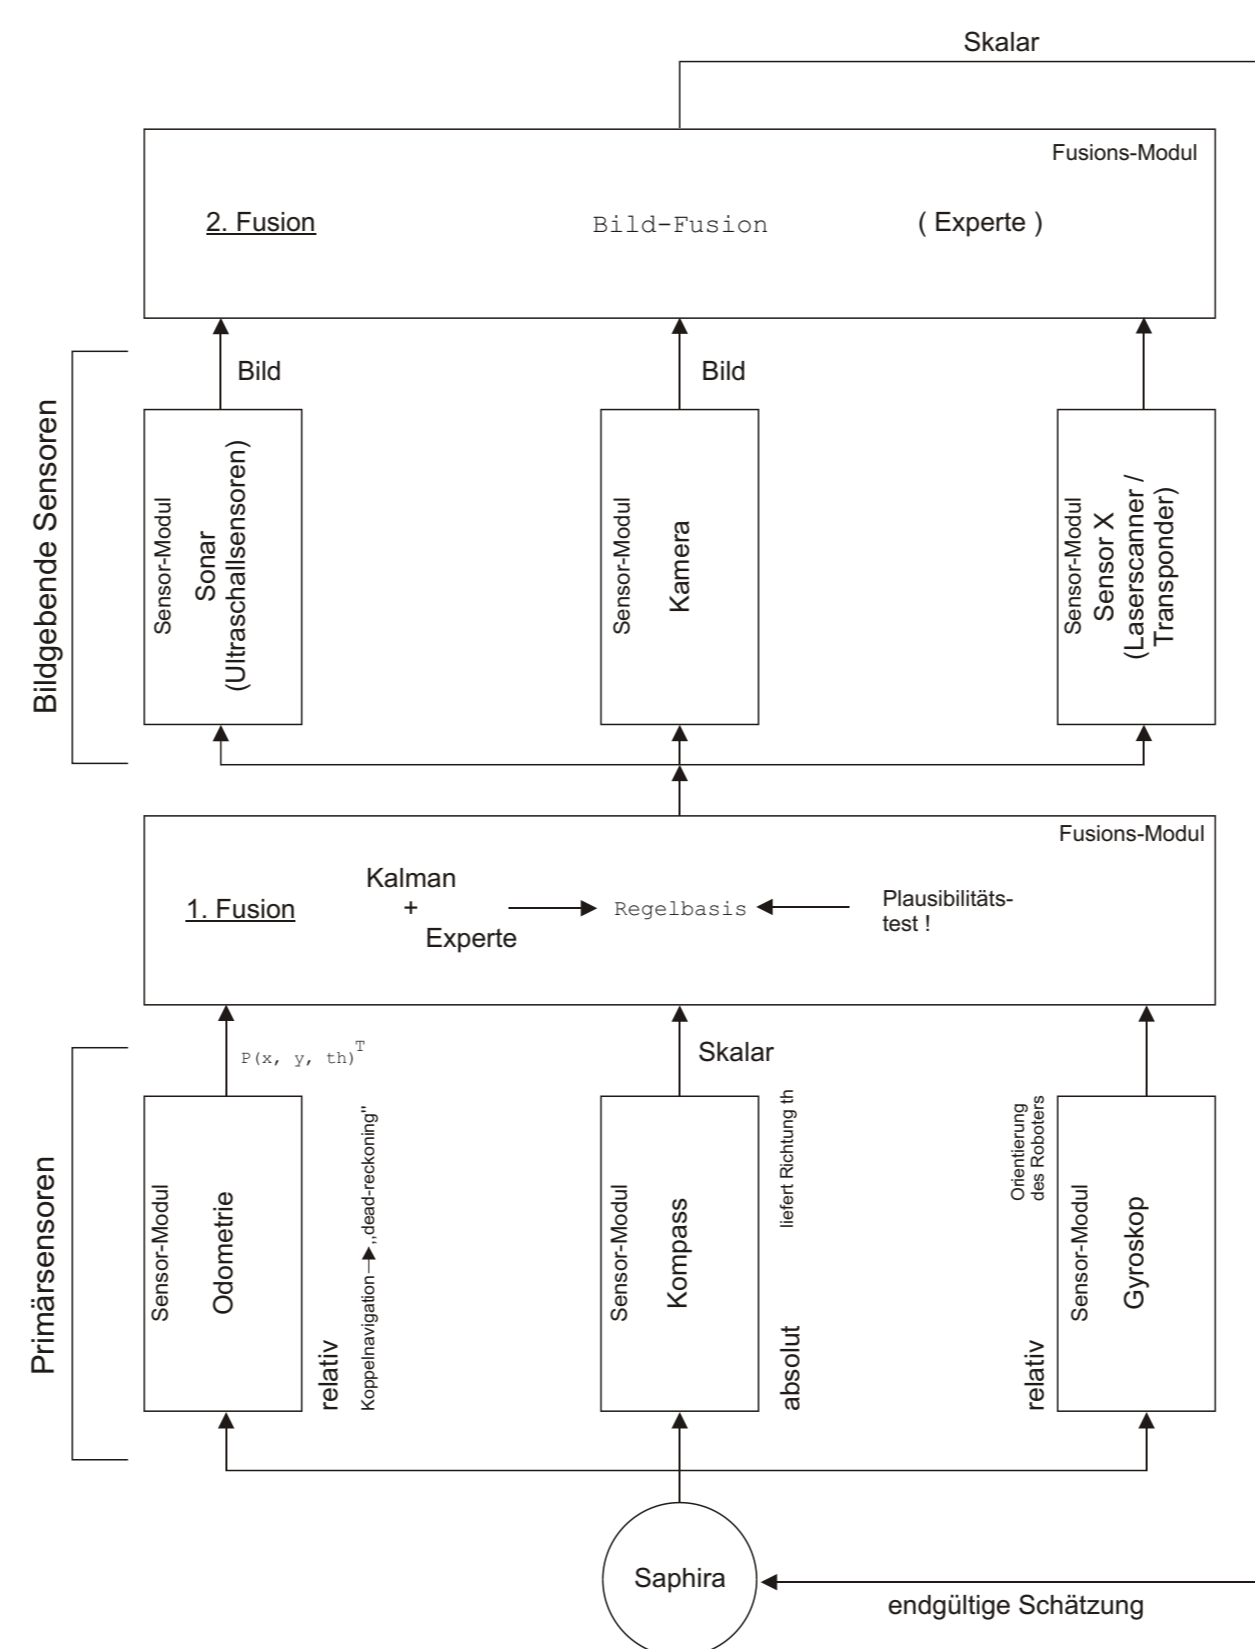 Skalar
Fusions-Modul
2. Fusion
Bild-Fusion
( Experte )
Bildgebende Sensoren
Bild
Bild
Sensor-Modul
Sonar
(Ultraschallsensoren)
Sensor-Modul
Kamera
Sensor-Modul
Sensor X
(Laserscanner /
Transponder)
Fusions-Modul
1. Fusion
Kalman
+
Experte
Regelbasis
Plausibilitäts-
test !
Primärsensoren
P(x, y, th)T
Skalar
Sensor-Modul
Odometrie
relativ
Koppelnavigation ,,dead-reckoning"
Sensor-Modul
Kompass
absolut
liefert Richtung th
Orientierung
des Roboters
relativ
Sensor-Modul
Gyroskop
Saphira
endgültige Schätzung